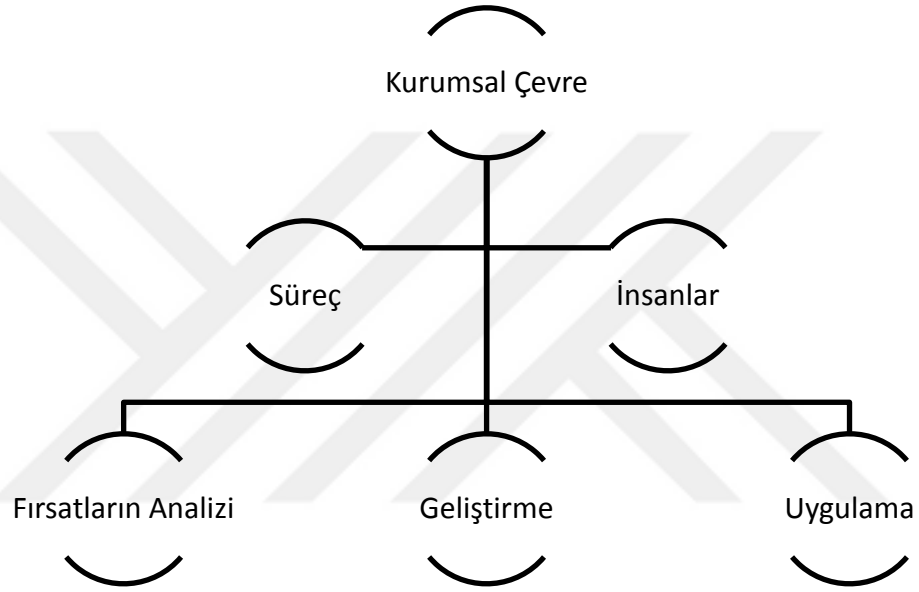 Kurumsal Çevre
Süreç
İnsanlar
Fırsatların Analizi
Geliştirme
Uygulama